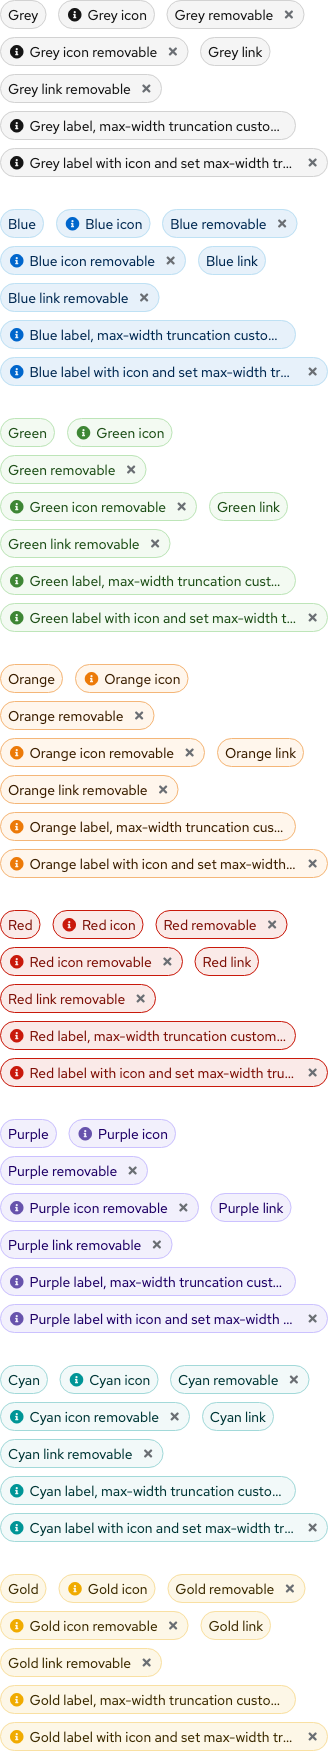 Grey Grey icon Grey removable
Grey icon removable Grey link
Grey link removable
Grey label, max-width truncation custo...
Grey label with icon and set max-width tr...
Blue Blue icon Blue removable
Blue icon removable Blue link
Blue link removable
Blue label, max-width truncation custo...
Blue label with icon and set max-width tr...
Green Green icon
Green removable
Green icon removable Green link
Green link removable
Green label, max-width truncation cust...
Green label with icon and set max-width t...
Orange Orange icon
Orange removable
Orange icon removable Orange link
Orange link removable
Orange label, max-width truncation cus...
Orange label with icon and set max-width...
Red Red icon Red removable
Red icon removable Red link
Red link removable
Red label, max-width truncation custom...
Red label with icon and set max-width tru...
Purple Purple icon
Purple removable
Purple icon removable Purple link
Purple link removable
Purple label, max-width truncation cust...
Purple label with icon and set max-width ...
Cyan Cyan icon Cyan removable
Cyan icon removable Cyan link
Cyan link removable
Cyan label, max-width truncation custo...
Cyan label with icon and set max-width tr...
Gold Gold icon Gold removable
Gold icon removable Gold link
Gold link removable
Gold label, max-width truncation custo...
Gold label with icon and set max-width tr...